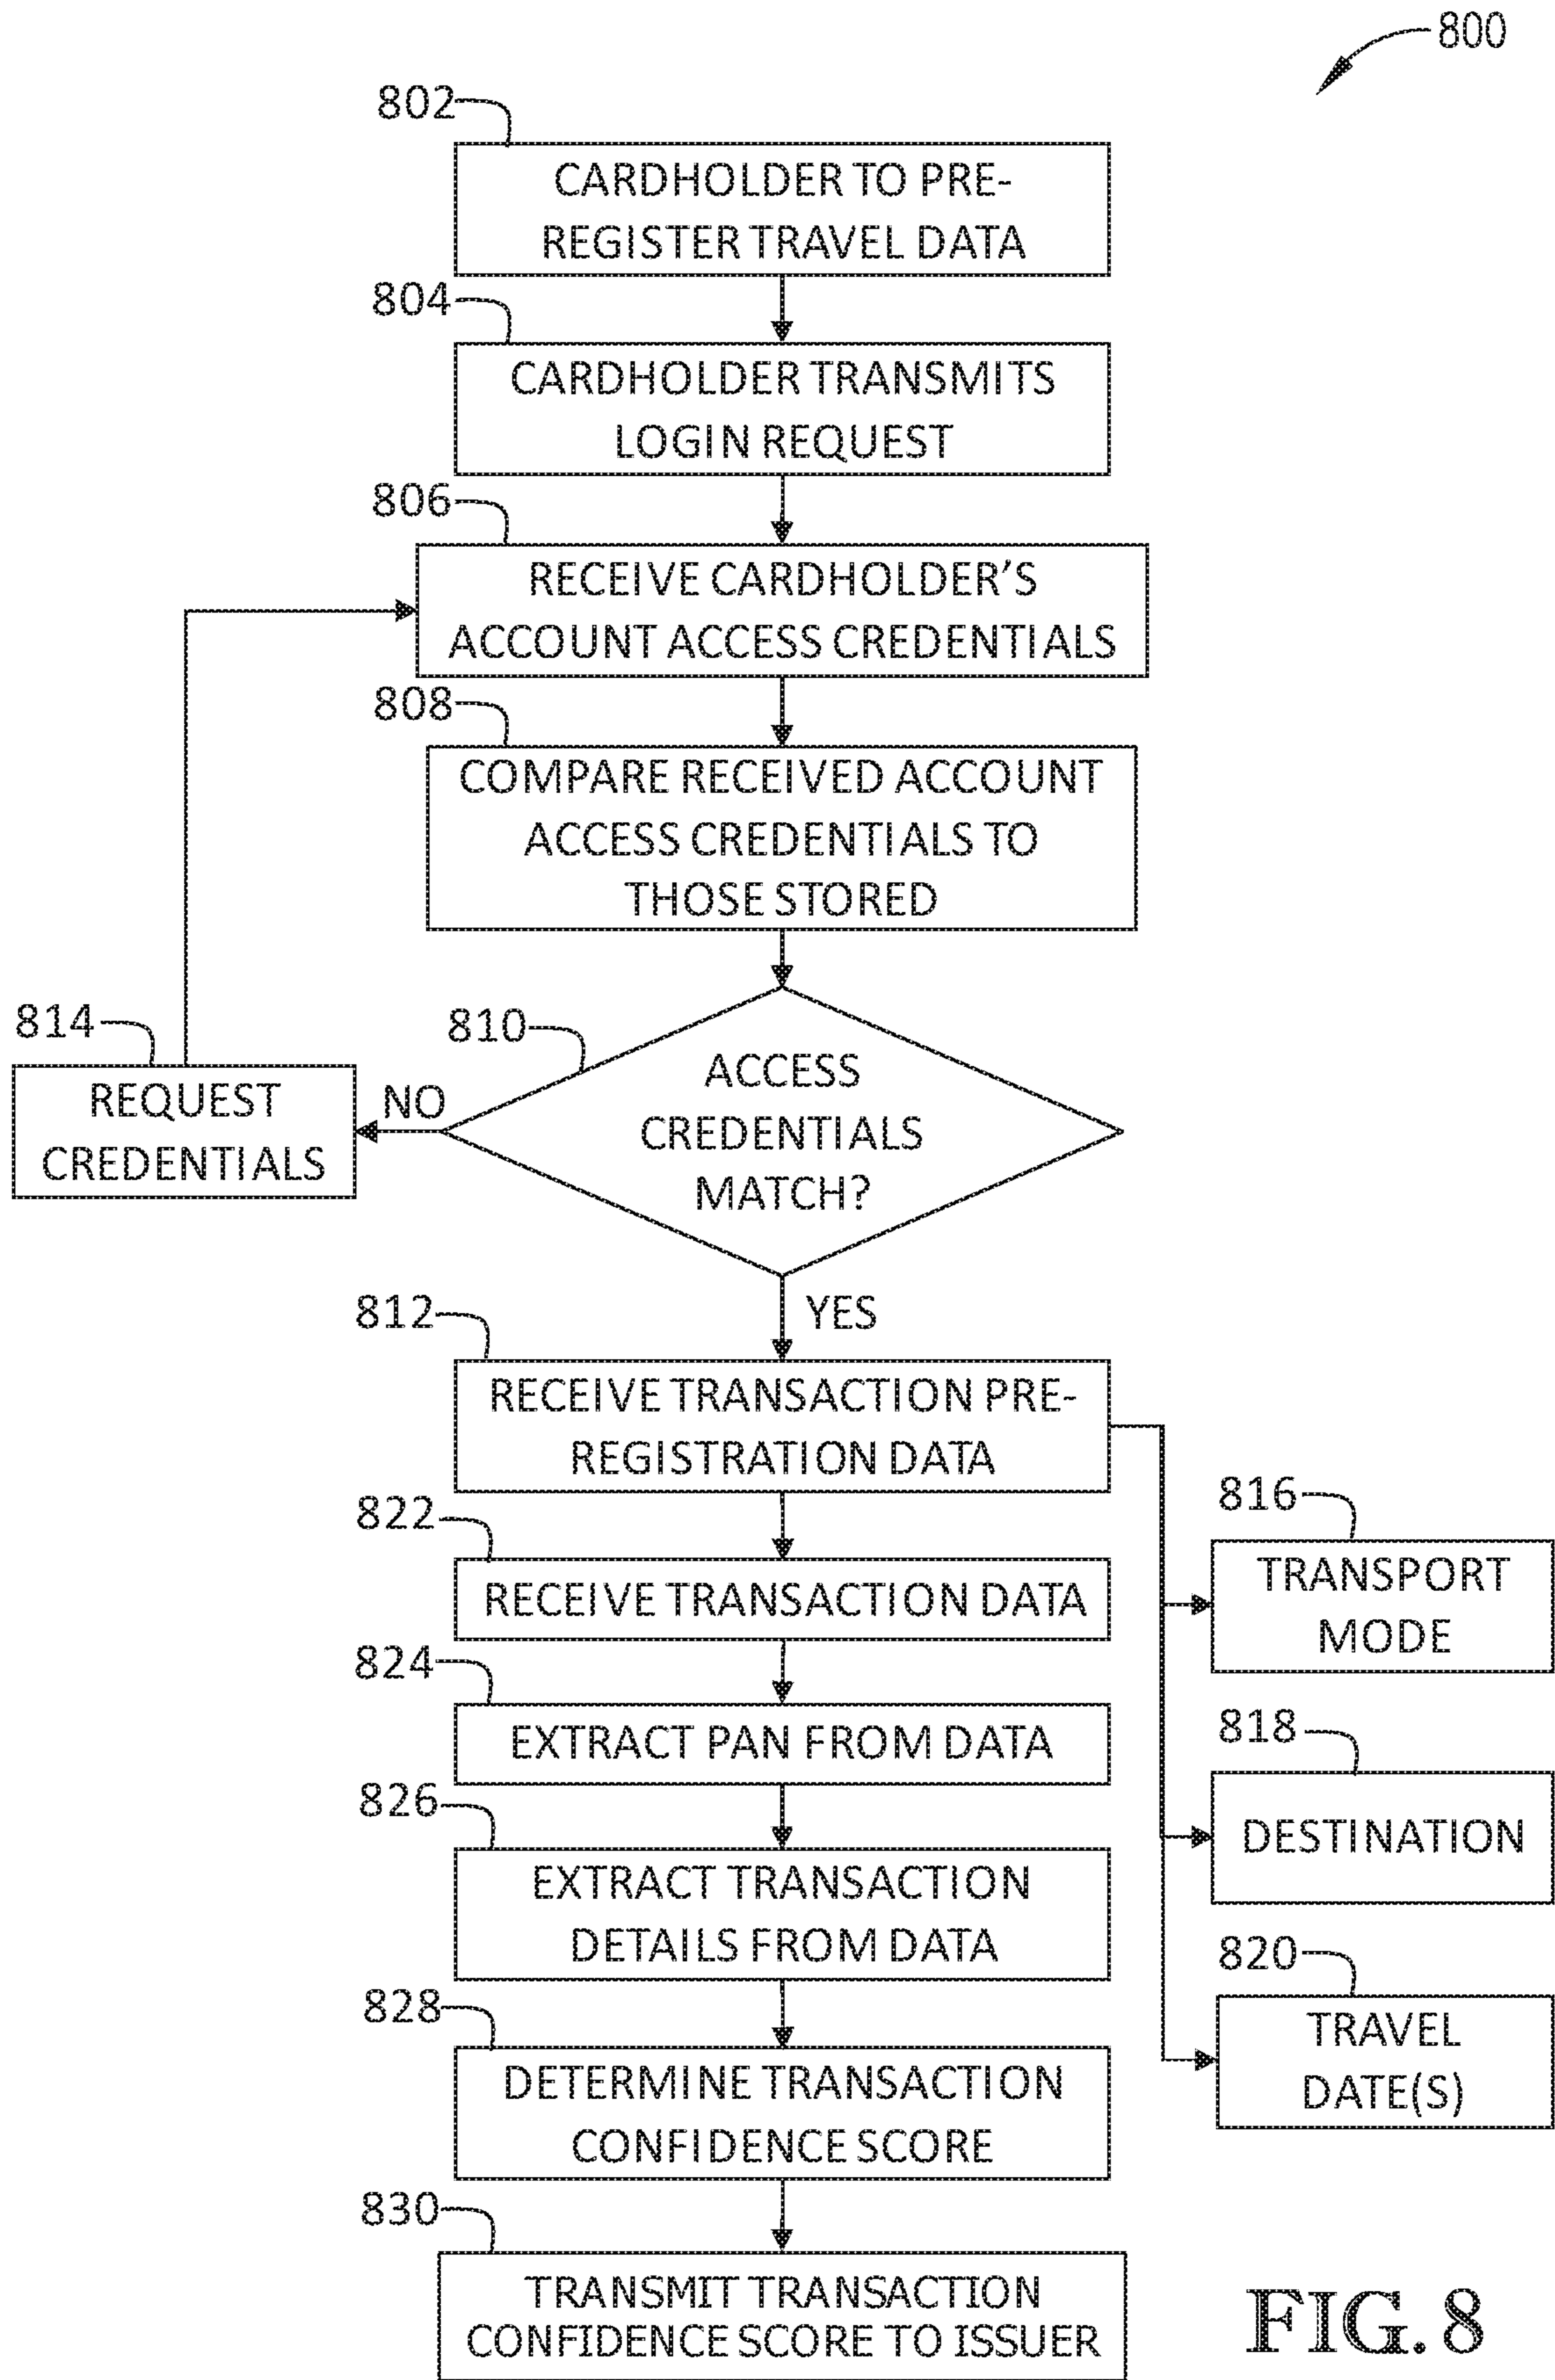 800
802
CARDHOLDER TO PRE-
REGISTER TRAVEL DATA
804
CARDHOLDER TRANSMITS
LOGIN REQUEST
806
RECEIVE CARDHOLDER'S
ACCOUNT ACCESS CREDENTIALS
808
COMPARE RECEIVED ACCOUNT
ACCESS CREDENTIALS TO
THOSE STORED
810
ACCESS
CREDENTIALS
MATCH?
NO
814
REQUEST
CREDENTIALS
YES
812
RECEIVE TRANSACTION PRE-
REGISTRATION DATA
816
TRANSPORT
MODE
818
DESTINATION
820
TRAVEL
DATE(S)
822
RECEIVE TRANSACTION DATA
824
EXTRACT PAN FROM DATA
826
EXTRACT TRANSACTION
DETAILS FROM DATA
828
DETERMINE TRANSACTION
CONFIDENCE SCORE
830
TRANSMIT TRANSACTION
CONFIDENCE SCORE TO ISSUER
FIG. 8